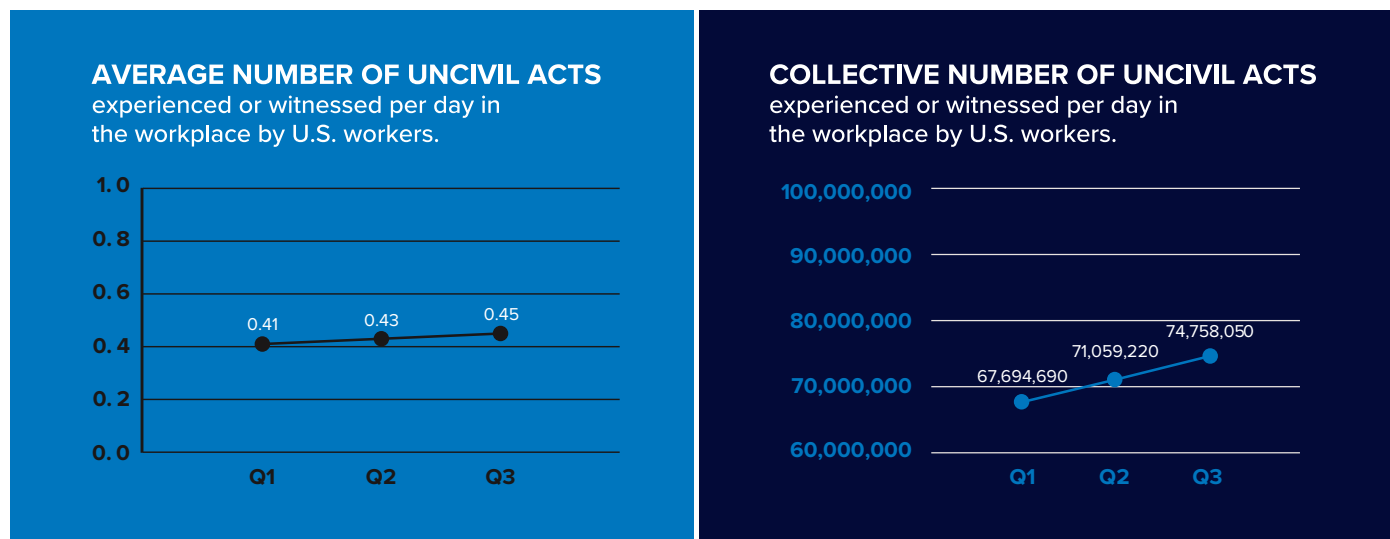 AVERAGE NUMBER OF UNCIVIL ACTS
experienced or witnessed per day in
the workplace by U.S. workers.
1.0
0.8
0.6
0.4
0.2
0.0
0.41
0.43
0.45
Q1
Q2
Q3
COLLECTIVE NUMBER OF UNCIVIL ACTS
experienced or witnessed per day in
the workplace by U.S. workers.
100,000,000
90,000,000
80,000,000
70,000,000
60,000,000
67,694,690
71,059,220
74,758,050
Q1
Q2
Q3